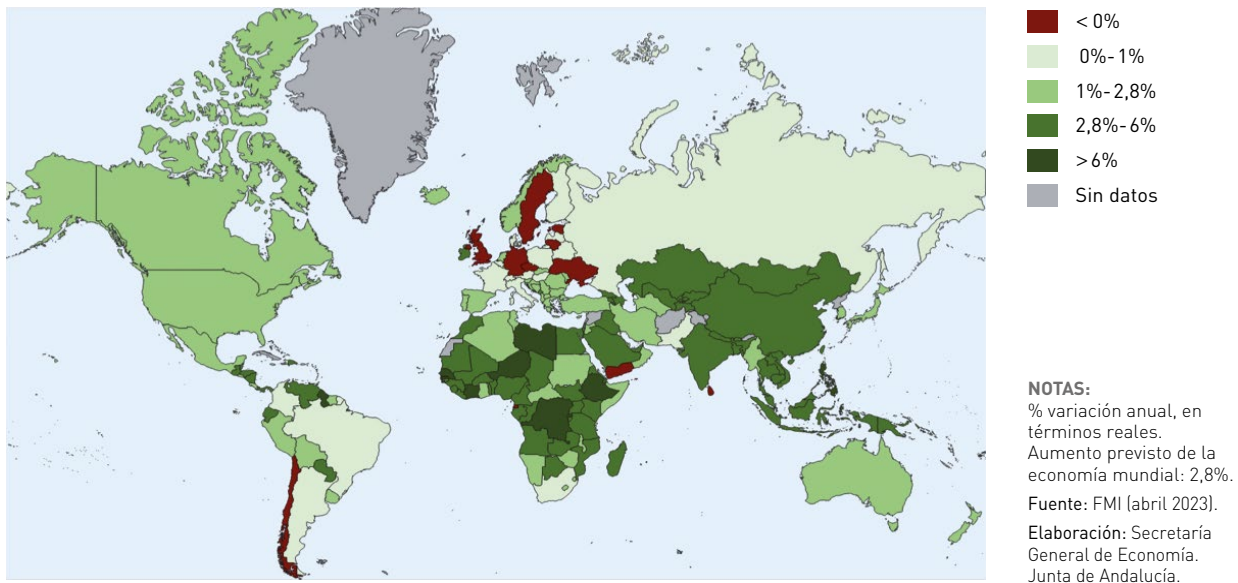 < 0%
0%-1%
1%-2,8%
2,8%-6%
>6%
Sin datos
NOTAS:
% variación anual, en
términos reales.
Aumento previsto de la
economía mundial: 2,8%.
Fuente: FMI (abril 2023).
Elaboración: Secretaría
General de Economía.
Junta de Andalucía.